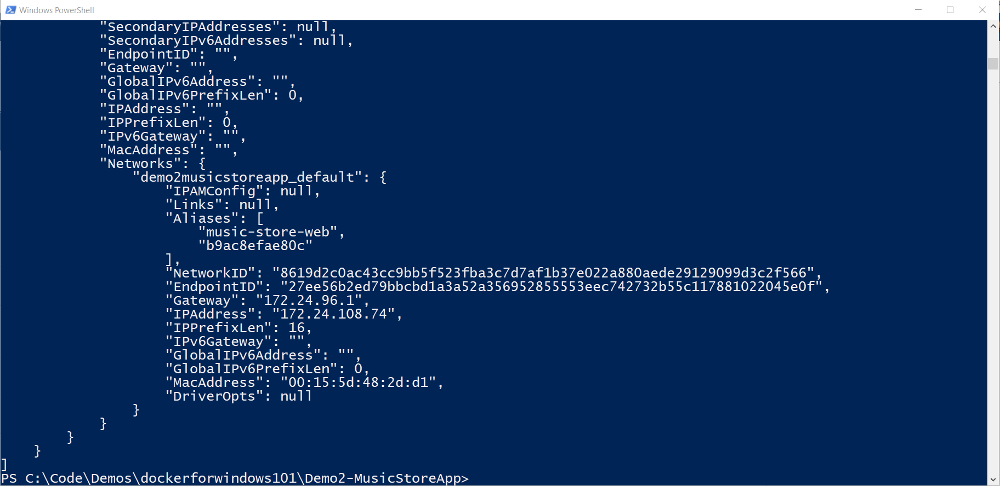 Windows PowerShell
"SecondaryIPAddresses": null,
"SecondaryIPv6Addresses": null,
"EndpointID": "",
"Gateway": "",
"GlobalIPv6Address": "",
"GlobalIPv6PrefixLen": 0,
"IPAddress": "",
"IPPrefixLen": 0,
"IPv6Gateway": "",
"MacAddress": "",
"Networks": {
"demo2musicstoreapp_default": {
"IPAMConfig": null,
"Links": null,
"Aliases": [
"music-store-web",
"b9ac8efae80c"
],
"NetworkID": "8619d2c0ac43cc9bb5f523fba3c7d7af1b37e022a880aede29129099d3c2f566",
"EndpointID": "27ee56b2ed79bbcbd1a3a52a356952855553eec742732b55c117881022045e0f",
"Gateway": "172.24.96.1",
"IPAddress": "172.24.108.74",
"IPPrefixLen": 16,
"IPv6Gateway": "",
"GlobalIPv6Address": "",
"GlobalIPv6PrefixLen": 0,
"MacAddress": "00:15:5d:48:2d:d1",
"DriverOpts": null
}
}
}
}
]
PS C:\Code\Demos\dockerforwindows101\Demo2-MusicStoreApp>